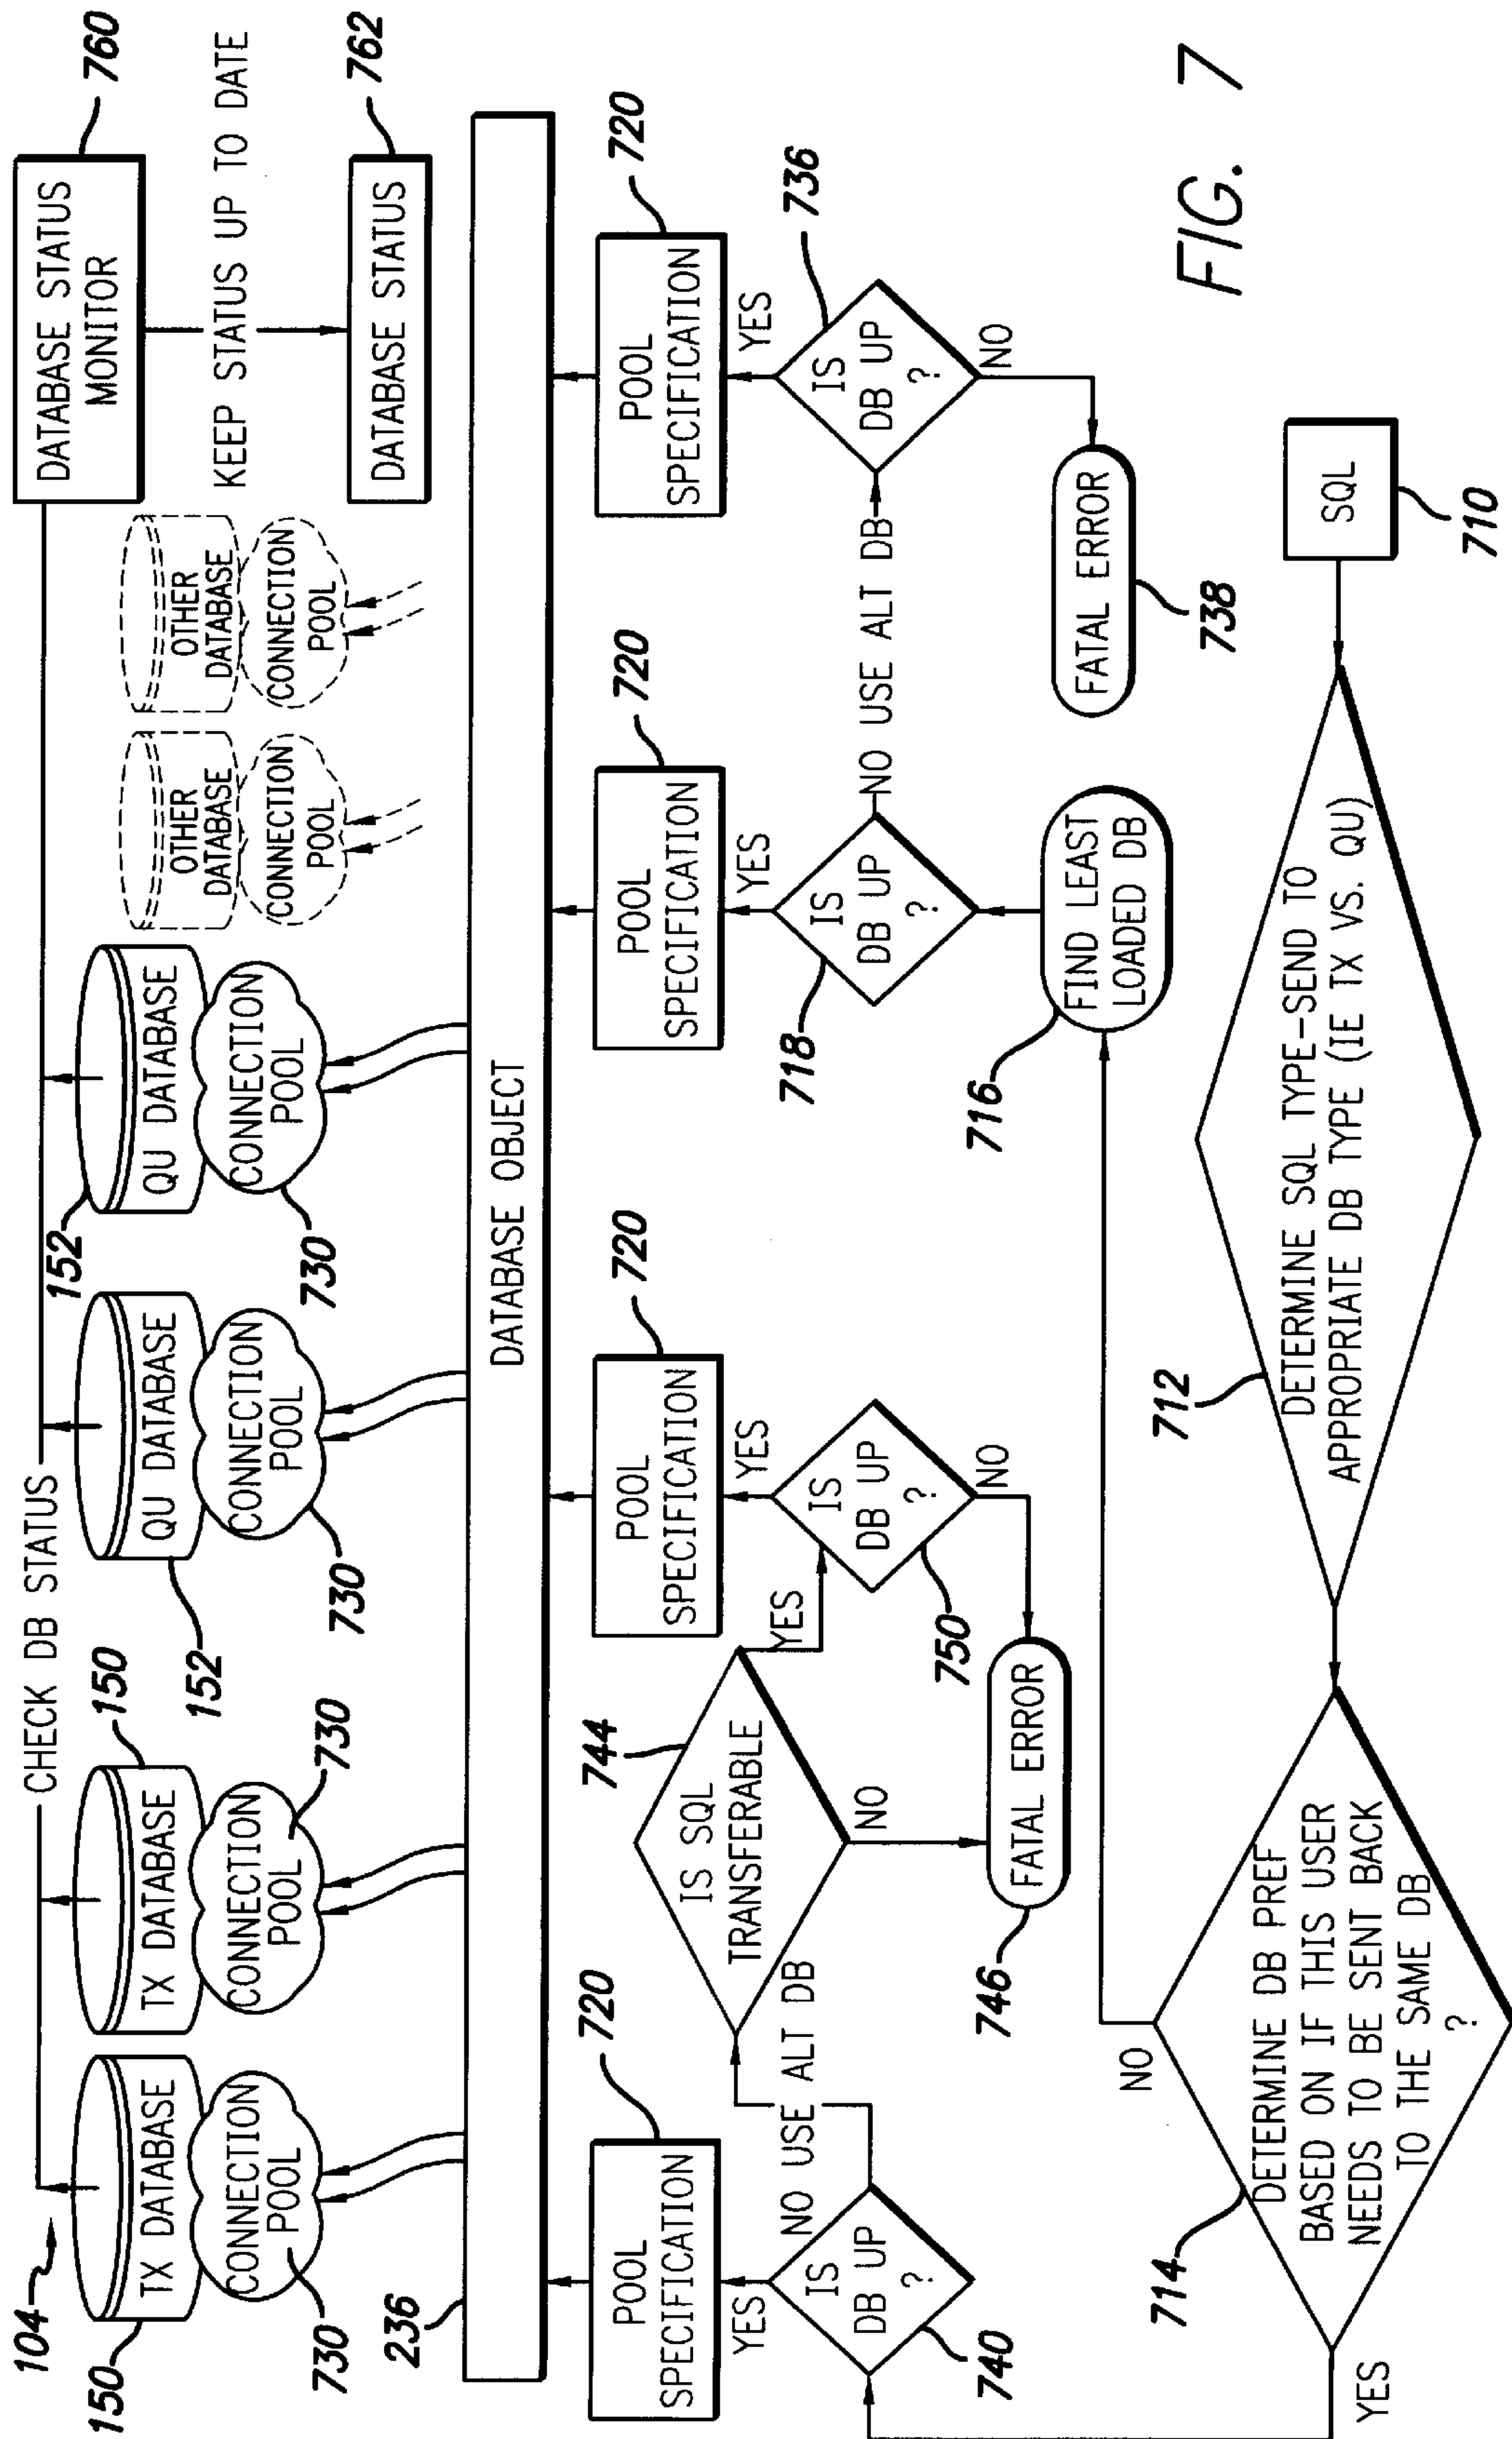 104
CHECK DB STATUS
DATABASE STATUS
MONITOR
760
KEEP STATUS UP TO DATE
DATABASE STATUS
762
150
TX DATABASE
CONNECTION
POOL
730
150
TX DATABASE
CONNECTION
POOL
730
152
QU DATABASE
CONNECTION
POOL
730
152
QU DATABASE
CONNECTION
POOL
730
OTHER
DATABASE
CONNECTION
POOL
OTHER
DATABASE
CONNECTION
POOL
236
DATABASE OBJECT
POOL
SPECIFICATION
720
POOL
SPECIFICATION
720
POOL
SPECIFICATION
720
POOL
SPECIFICATION
720
YES
IS
DB UP
?
740
NO USE ALT DB
744
IS SQL
TRANSFERABLE
YES
NO
YES
IS
DB UP
?
750
NO
FATAL ERROR
746
YES
IS
DB UP
?
718
NO USE ALT DB
YES
IS
DB UP
?
736
NO
FATAL ERROR
738
FIND LEAST
LOADED DB
716
714
DETERMINE DB PREF
BASED ON IF THIS USER
NEEDS TO BE SENT BACK
TO THE SAME DB
?
NO
YES
712
DETERMINE SQL TYPE-SEND TO
APPROPRIATE DB TYPE (IE TX VS. QU)
SQL
710
FIG. 7